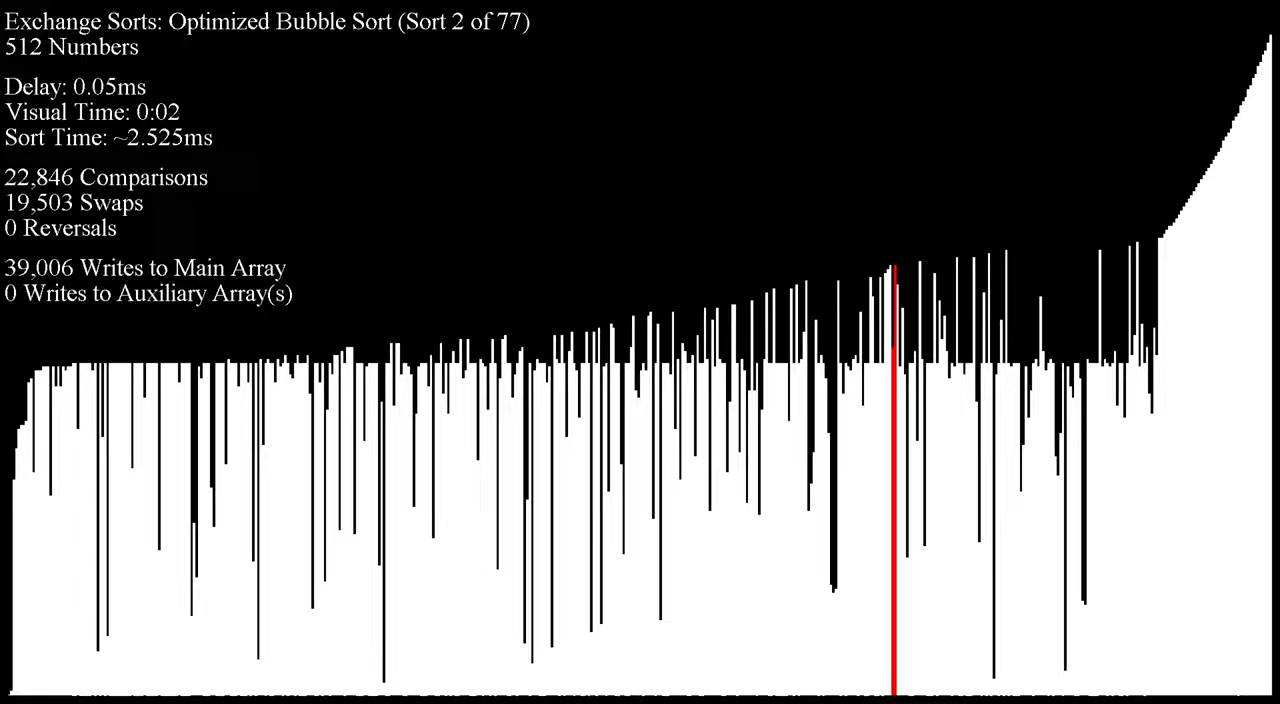 Exchange Sorts: Optimized Bubble Sort (Sort 2 of 77)
512 Numbers
Delay: 0.05ms
Visual Time: 0:02
Sort Time: ~2.525ms
22,846 Comparisons
19,503 Swaps
0 Reversals
39,006 Writes to Main Array
0 Writes to Auxiliary Array(s)